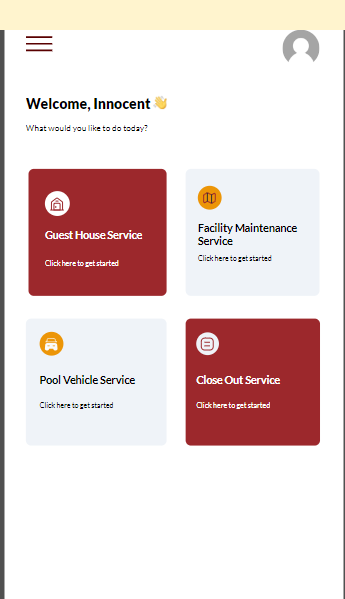 Welcome, Innocent 👋
What would you like to do today?
Guest House Service
Click here to get started
Facility Maintenance
Service
Click here to get started
Pool Vehicle Service
Click here to get started
Close Out Service
Click here to get started